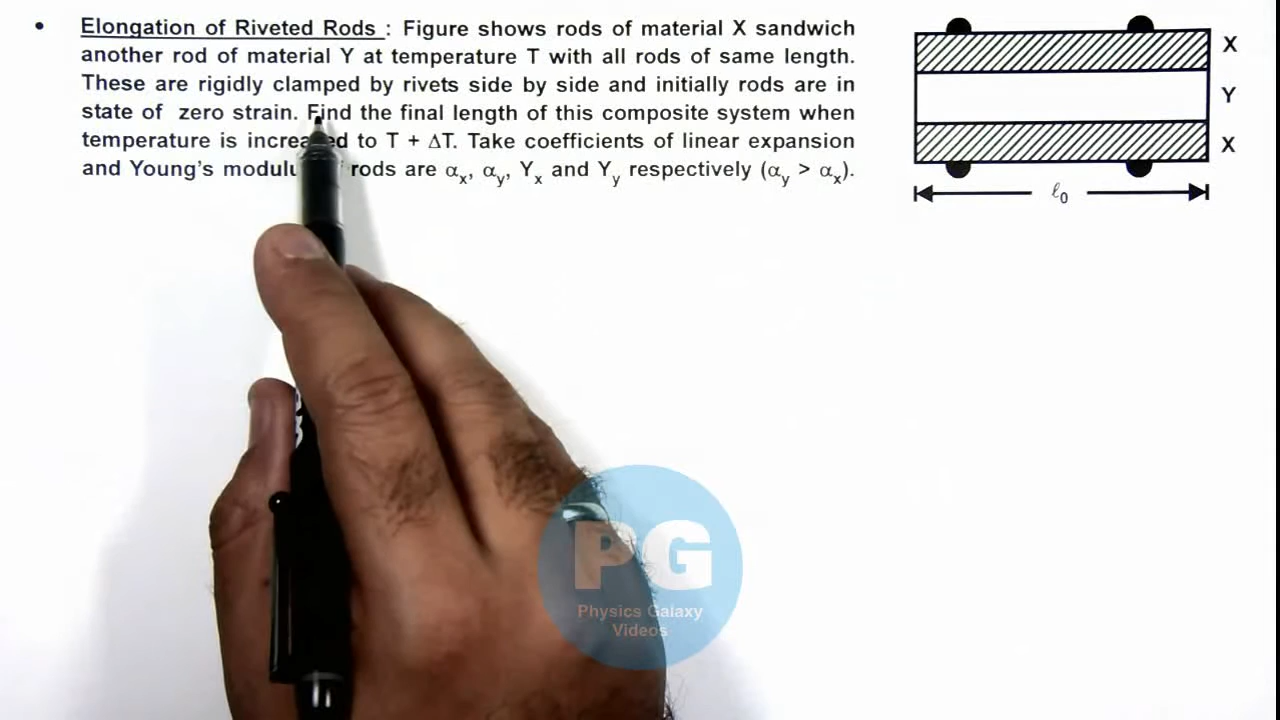 • Elongation of Riveted Rods : Figure shows rods of material X sandwich
another rod of material Y at temperature T with all rods of same length.
These are rigidly clamped by rivets side by side and initially rods are in
state of zero strain. Find the final length of this composite system when
temperature is increa ed to T + ΔT. Take coefficients of linear expansion
and Young's modulu rods are αx, αy, Yx and Yy respectively (αy > αx).
X
Y
X
ℓ0
PG
Physics Galaxy
Videos